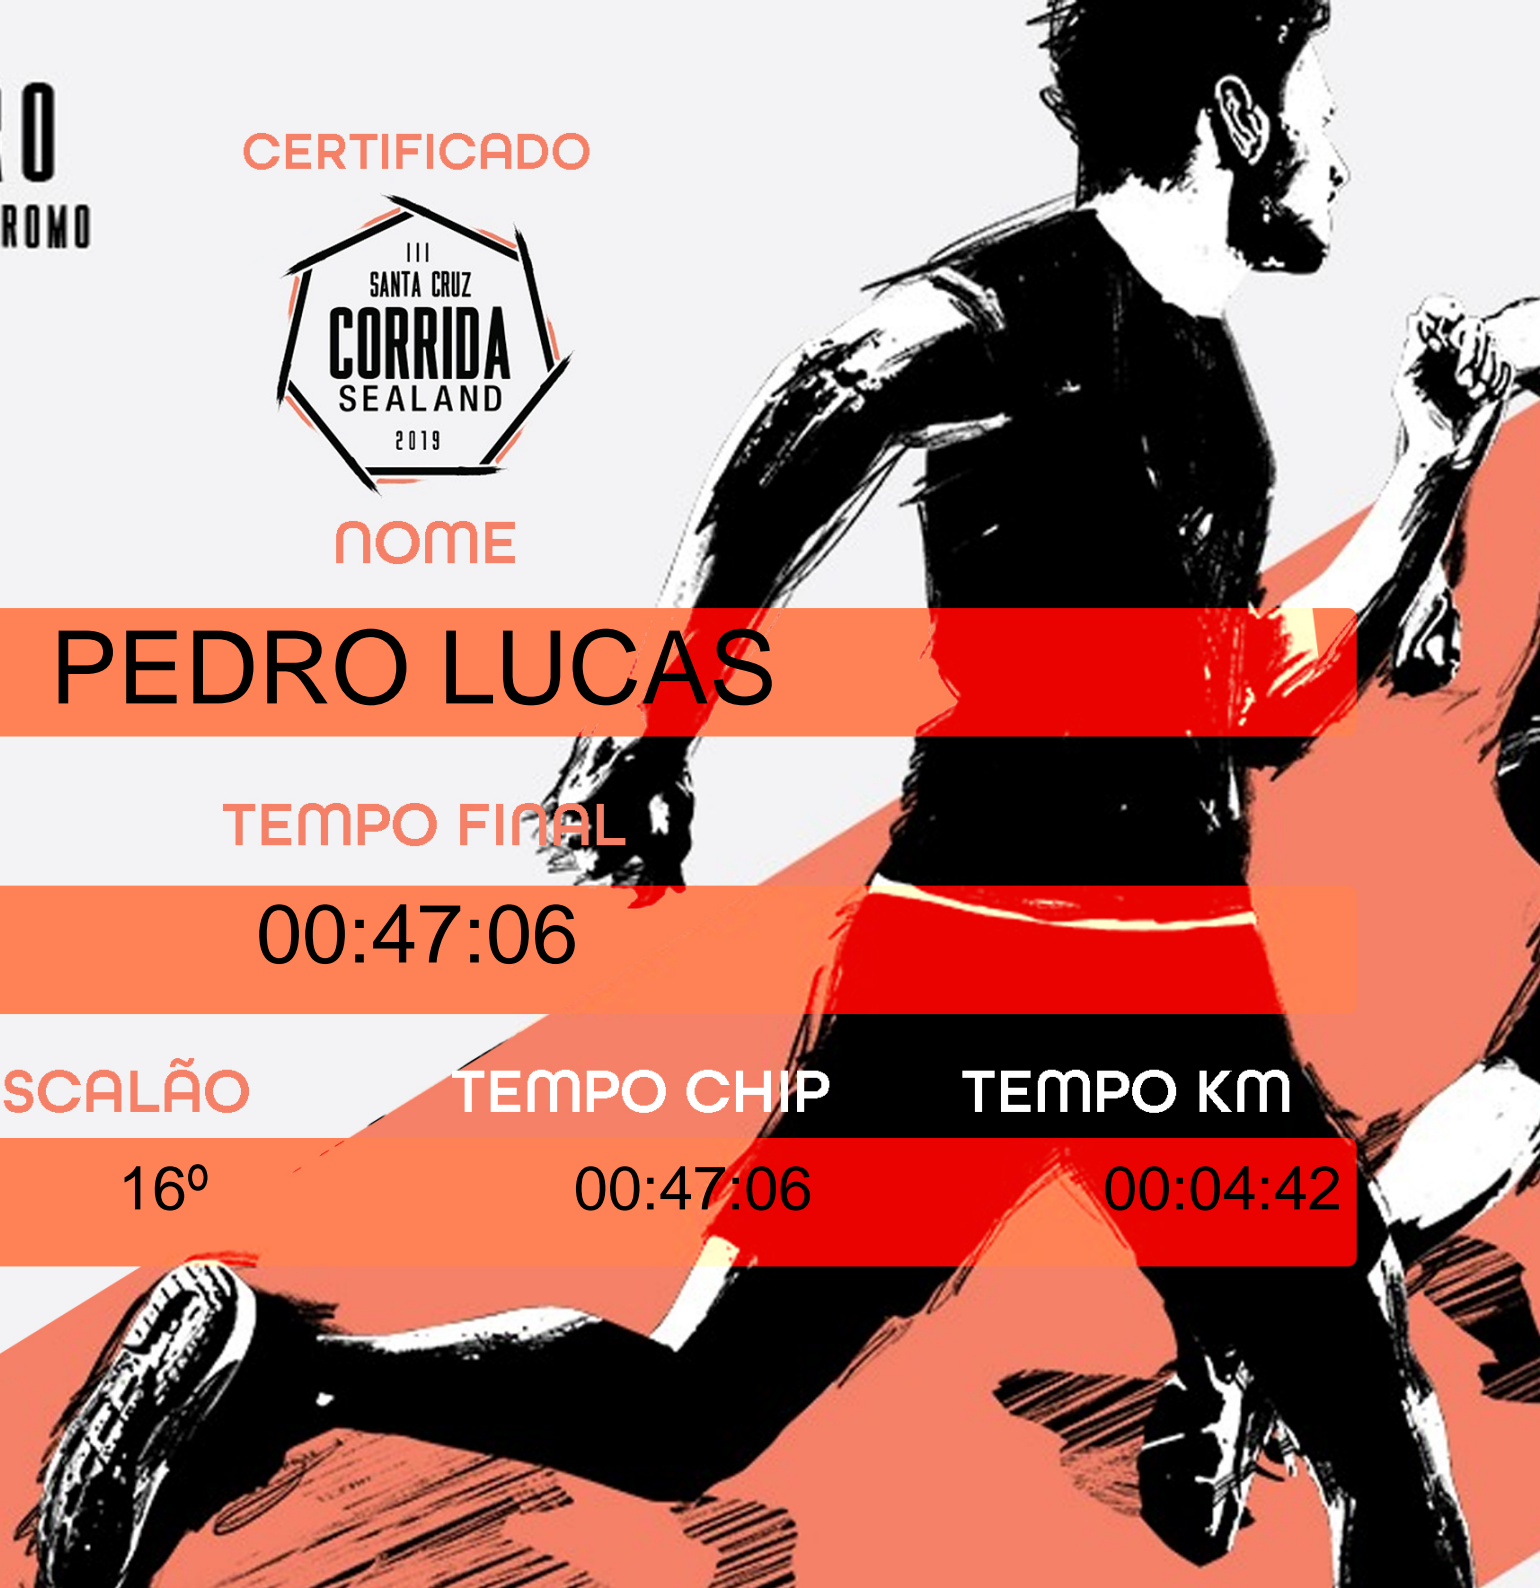 CERTIFICADO
ROMO
III
SANTA CRUZ
CORRIDA
SEALAND
2019
NOME
PEDRO LUCAS
TEMPO FINAL
00:47:06
SCALÃO TEMPO CHIP TEMPO KM
16º 00:47:06 00:04:42